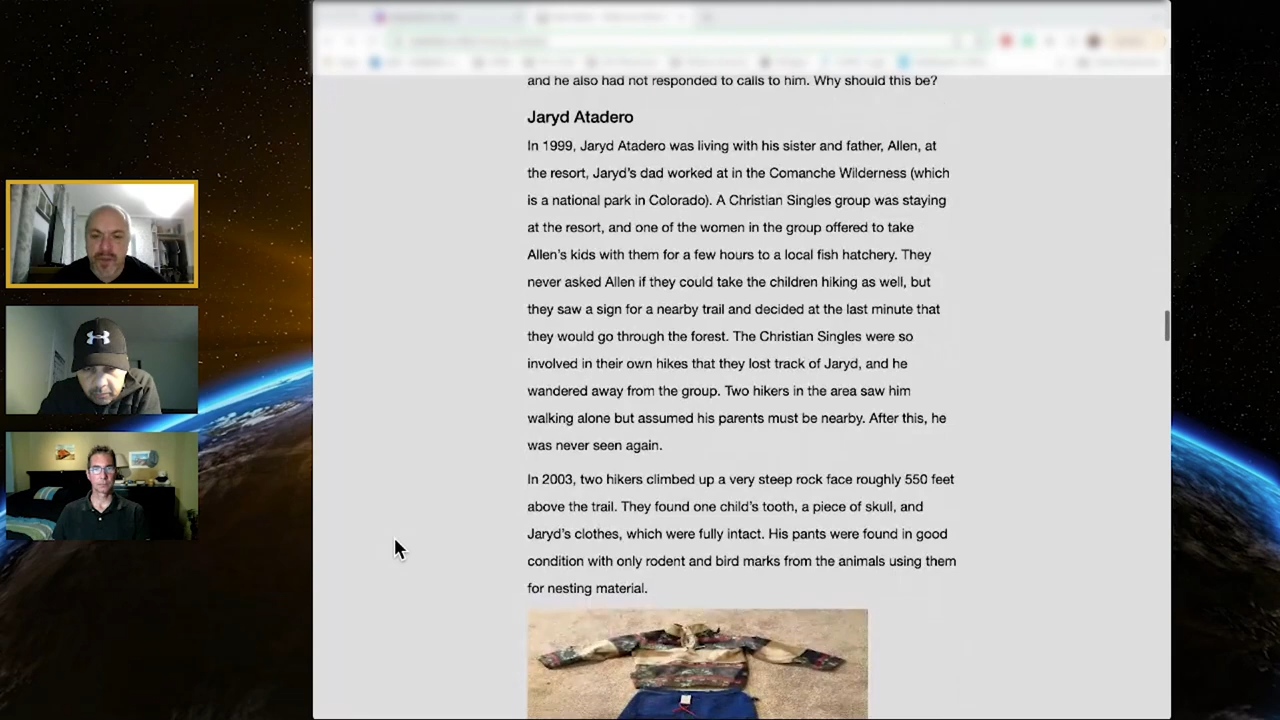 and he also had not responded to calls to him. Why should this be?
Jaryd Atadero
In 1999, Jaryd Atadero was living with his sister and father, Allen, at
the resort, Jaryd's dad worked at in the Comanche Wilderness (which
is a national park in Colorado). A Christian Singles group was staying
at the resort, and one of the women in the group offered to take
Allen's kids with them for a few hours to a local fish hatchery. They
never asked Allen if they could take the children hiking as well, but
they saw a sign for a nearby trail and decided at the last minute that
they would go through the forest. The Christian Singles were so
involved in their own hikes that they lost track of Jaryd, and he
wandered away from the group. Two hikers in the area saw him
walking alone but assumed his parents must be nearby. After this, he
was never seen again.
In 2003, two hikers climbed up a very steep rock face roughly 550 feet
above the trail. They found one child's tooth, a piece of skull, and
Jaryd's clothes, which were fully intact. His pants were found in good
condition with only rodent and bird marks from the animals using them
for nesting material.